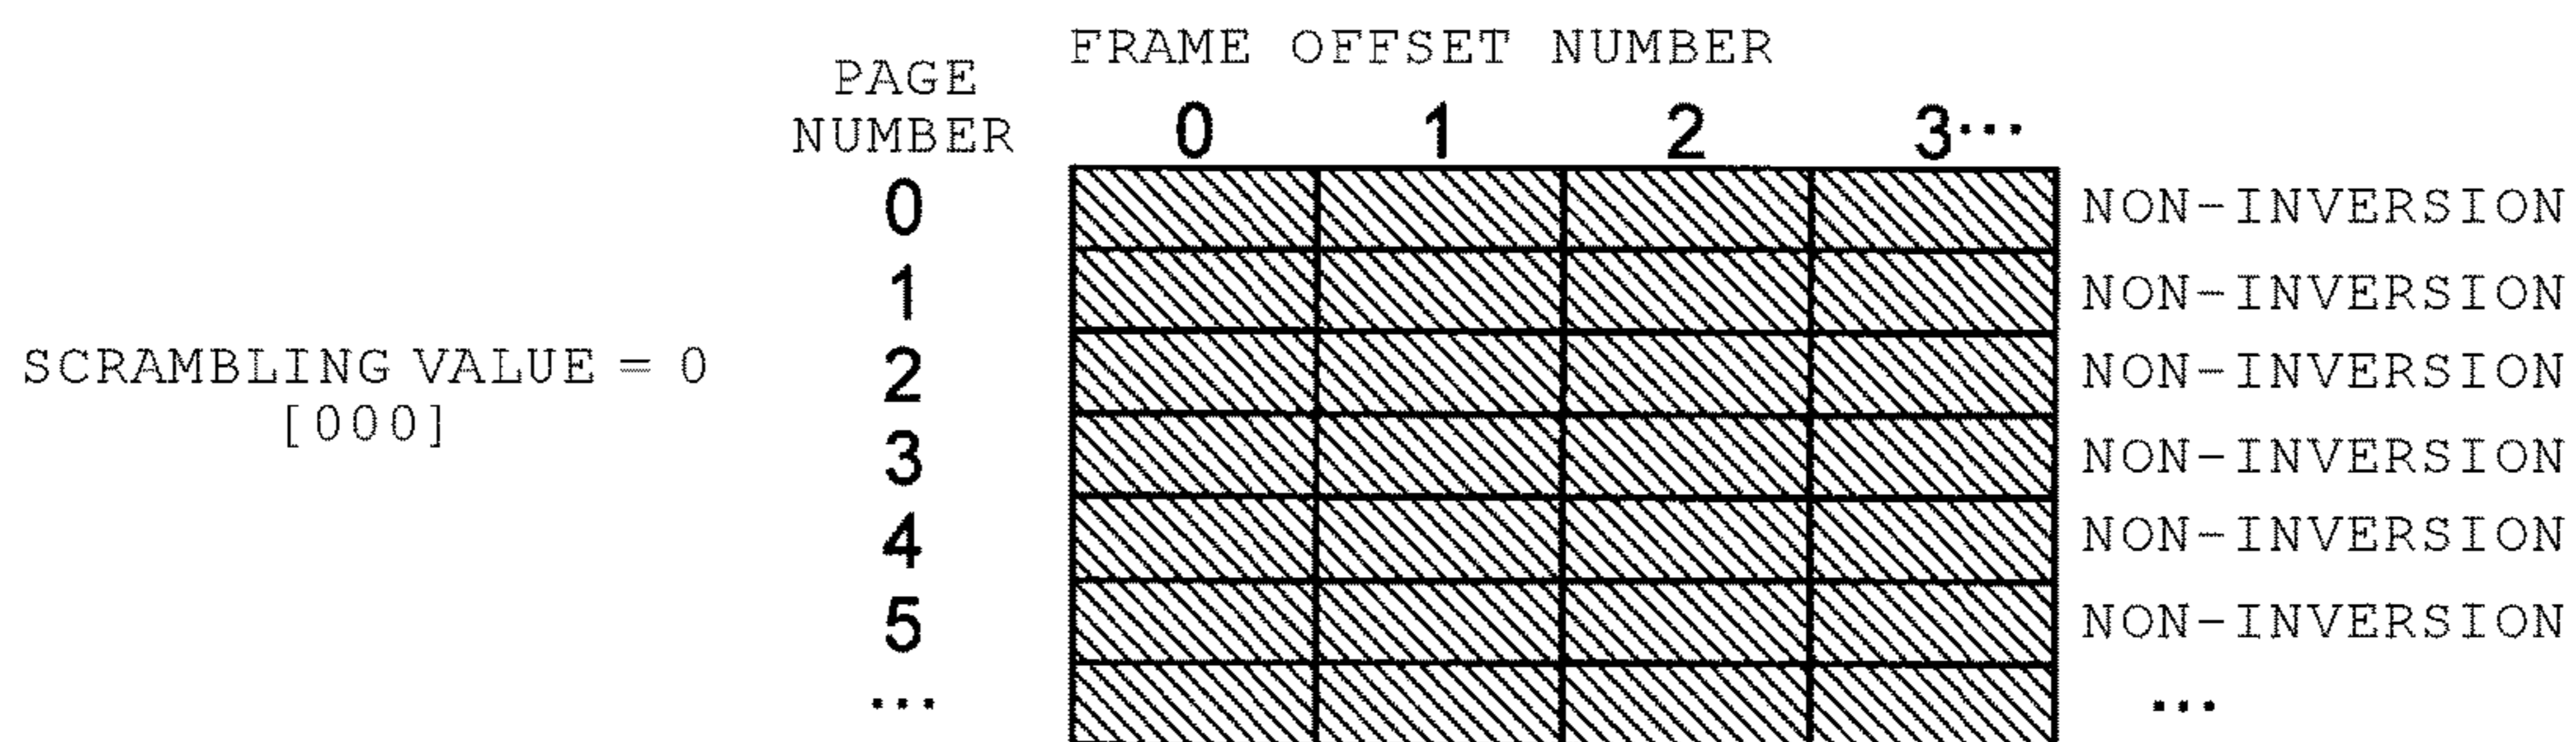 FRAME OFFSET NUMBER
PAGE
NUMBER
0 1 2 3...
0 NON-INVERSION
1 NON-INVERSION
SCRAMBLING VALUE = 0
[000]
2 NON-INVERSION
3 NON-INVERSION
4 NON-INVERSION
5 NON-INVERSION
... ...